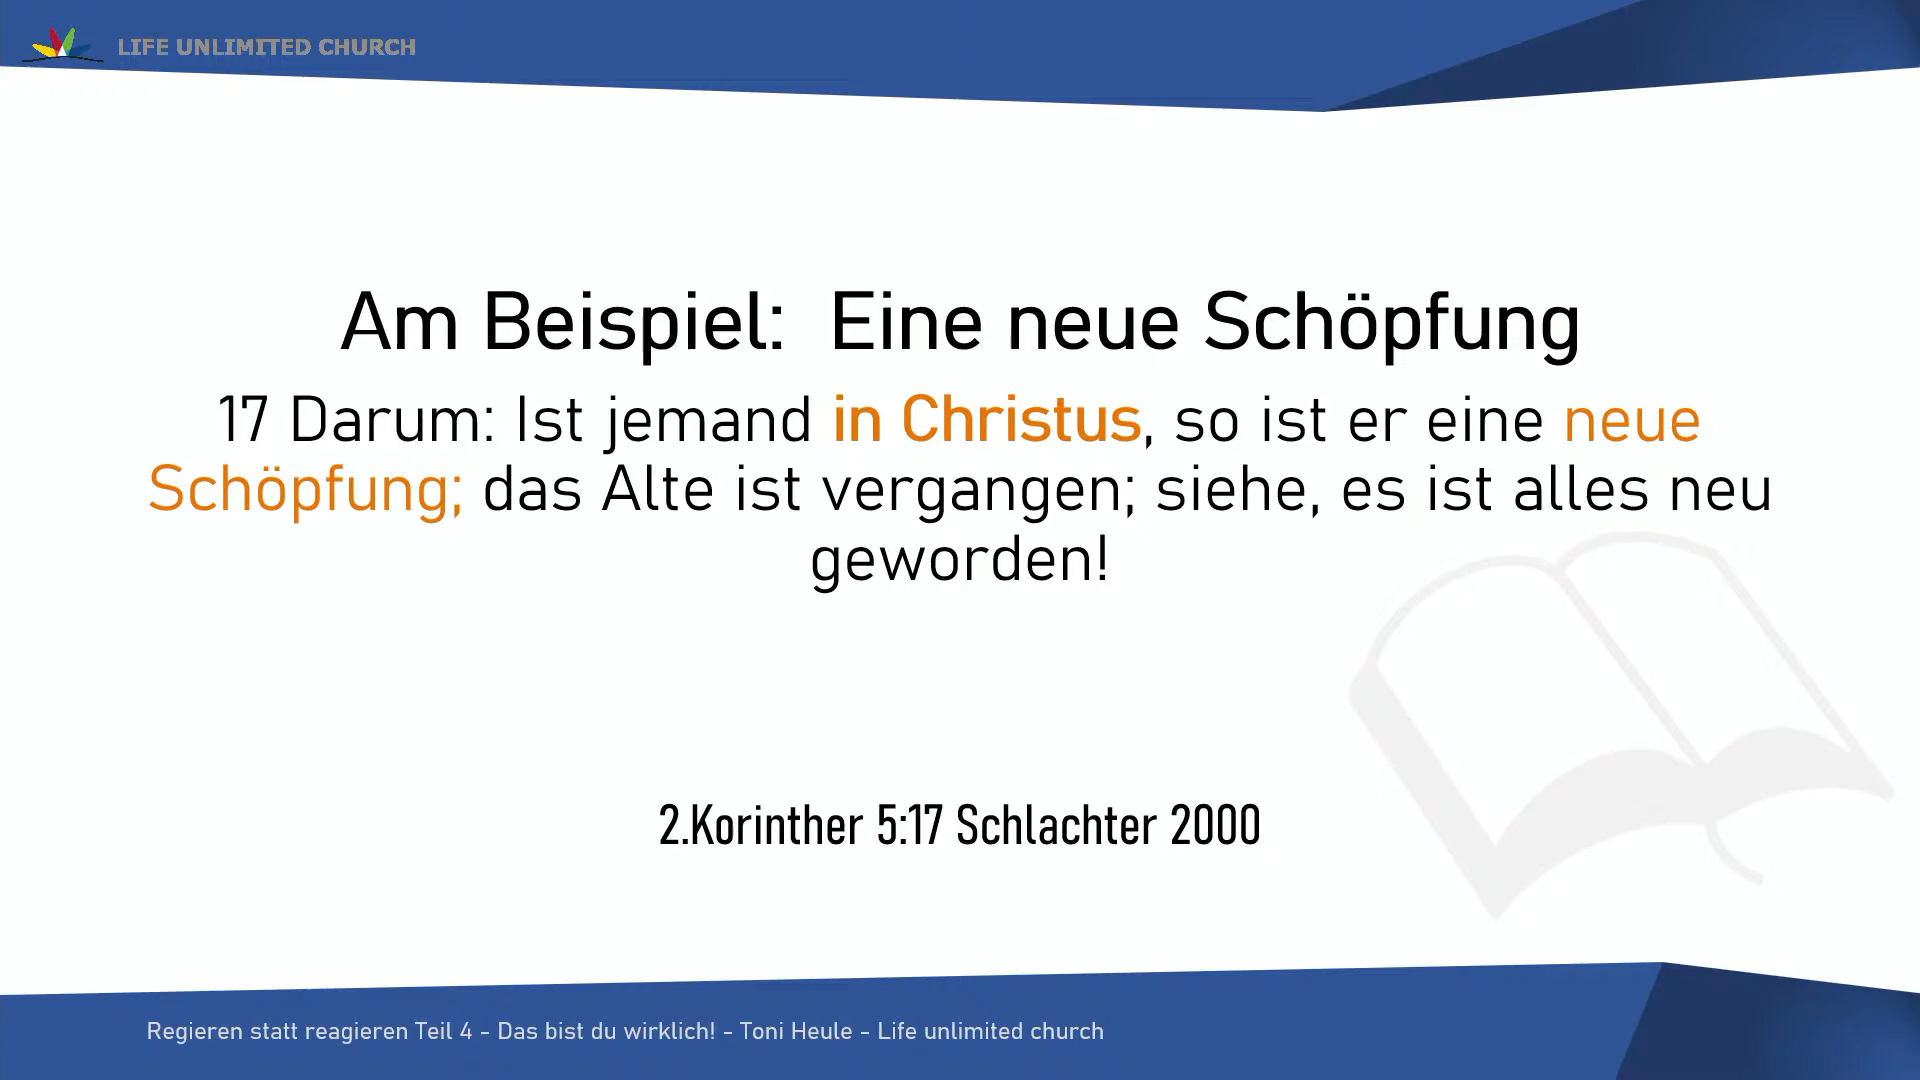 LIFE UNLIMITED CHURCH
Am Beispiel:  Eine neue Schöpfung
17 Darum: Ist jemand in Christus, so ist er eine neue
Schöpfung; das Alte ist vergangen; siehe, es ist alles neu
geworden!
2.Korinther 5:17 Schlachter 2000
Regieren statt reagieren Teil 4 - Das bist du wirklich! - Toni Heule - Life unlimited church